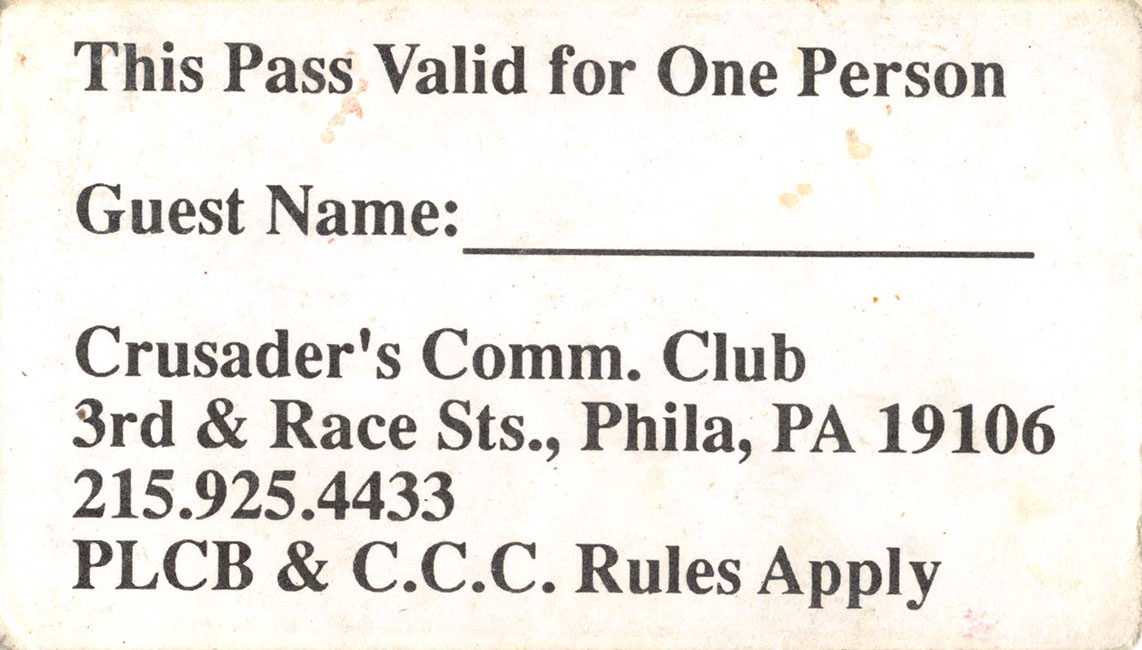 This Pass Valid for One Person
Guest Name:
Crusader's Comm. Club
3rd & Race Sts., Phila, PA 19106
215.925.4433
PLCB & C.C.C. Rules Apply